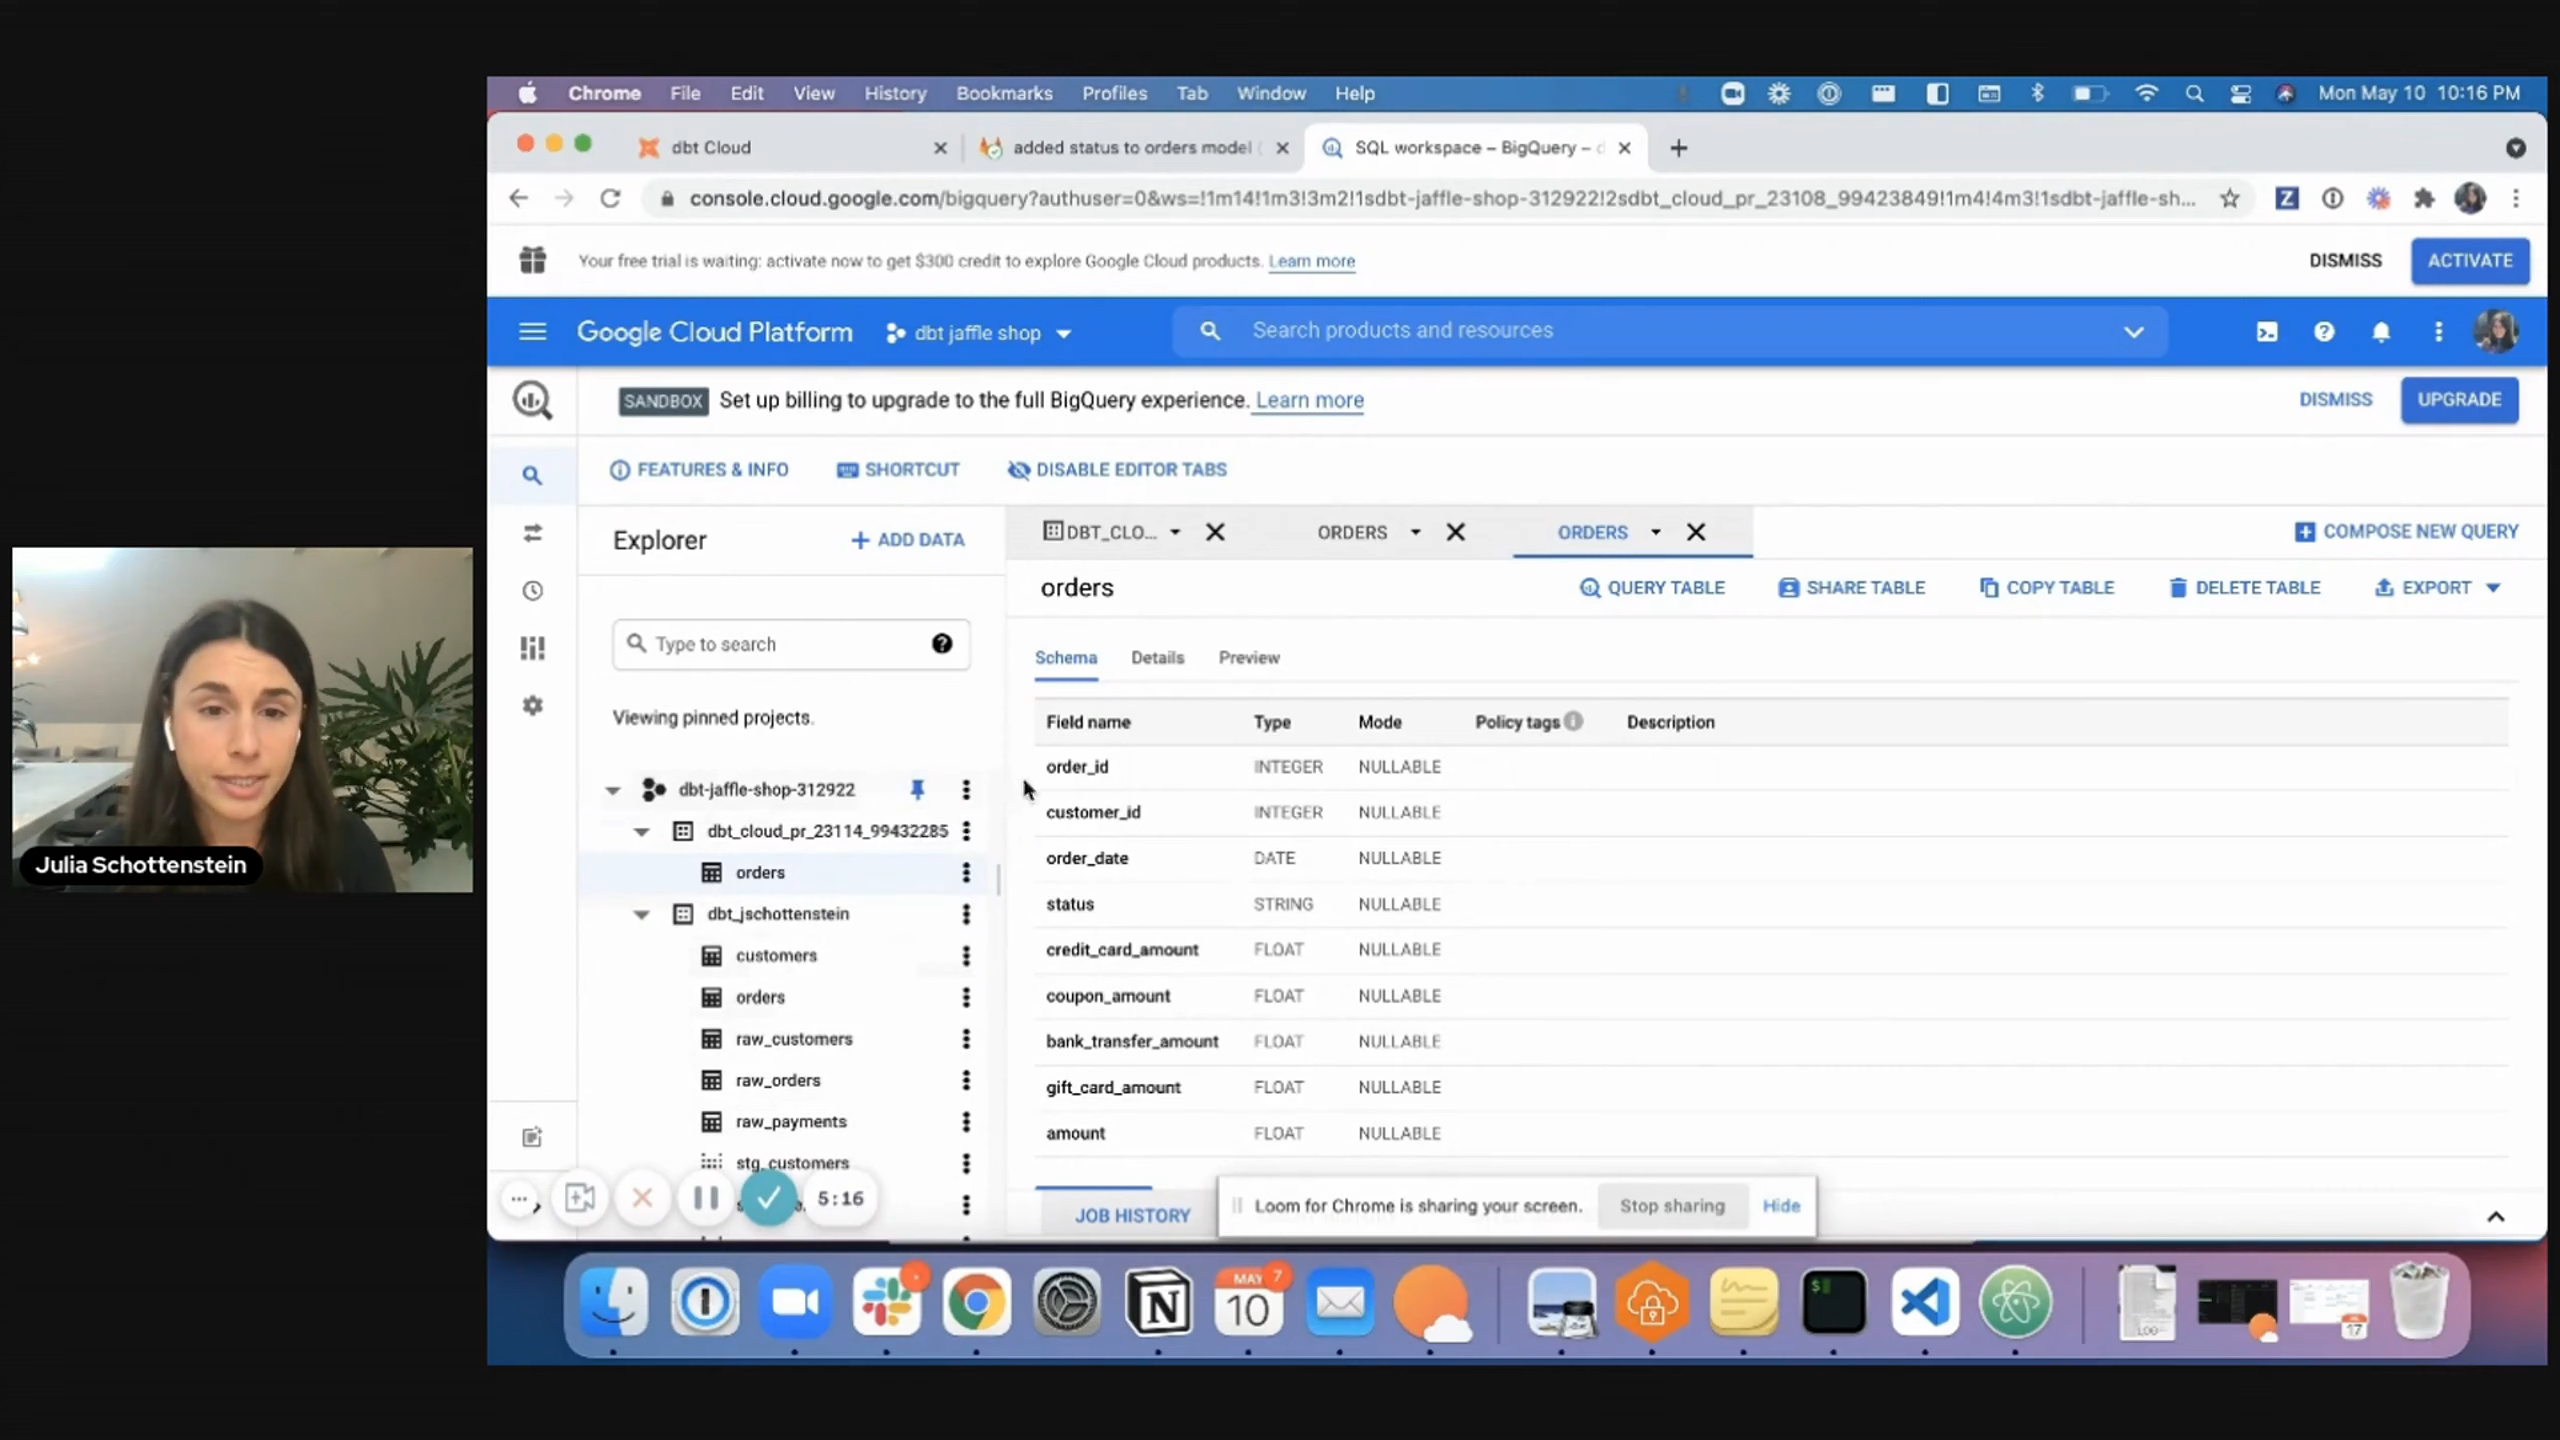 Chrome File Edit View History Bookmarks Profiles Tab Window Help Mon May 10 10:16 PM
dbt Cloud added status to orders model SQL workspace – BigQuery –
console.cloud.google.com/bigquery?authuser=0&ws=!1m14!1m3!3m2!1sdbt-jaffle-shop-312922!2sdbt_cloud_pr_23108_99423849!1m4!4m3!1sdbt-jaffle-sh...
Your free trial is waiting: activate now to get $300 credit to explore Google Cloud products. Learn more DISMISS ACTIVATE
Google Cloud Platform dbt jaffle shop Search products and resources
SANDBOX Set up billing to upgrade to the full BigQuery experience. Learn more DISMISS UPGRADE
FEATURES & INFO SHORTCUT DISABLE EDITOR TABS
Explorer + ADD DATA
Type to search
Viewing pinned projects.
dbt-jaffle-shop-312922
dbt_cloud_pr_23114_99432285
orders
dbt_jschottenstein
customers
orders
raw_customers
raw_orders
raw_payments
stg_customers
DBT_CLO... ORDERS ORDERS COMPOSE NEW QUERY
orders QUERY TABLE SHARE TABLE COPY TABLE DELETE TABLE EXPORT
Schema Details Preview
Field name Type Mode Policy tags Description
order_id INTEGER NULLABLE
customer_id INTEGER NULLABLE
order_date DATE NULLABLE
status STRING NULLABLE
credit_card_amount FLOAT NULLABLE
coupon_amount FLOAT NULLABLE
bank_transfer_amount FLOAT NULLABLE
gift_card_amount FLOAT NULLABLE
amount FLOAT NULLABLE
5:16
JOB HISTORY
Loom for Chrome is sharing your screen. Stop sharing Hide
Julia Schottenstein
MAY 7
10
17
LOG